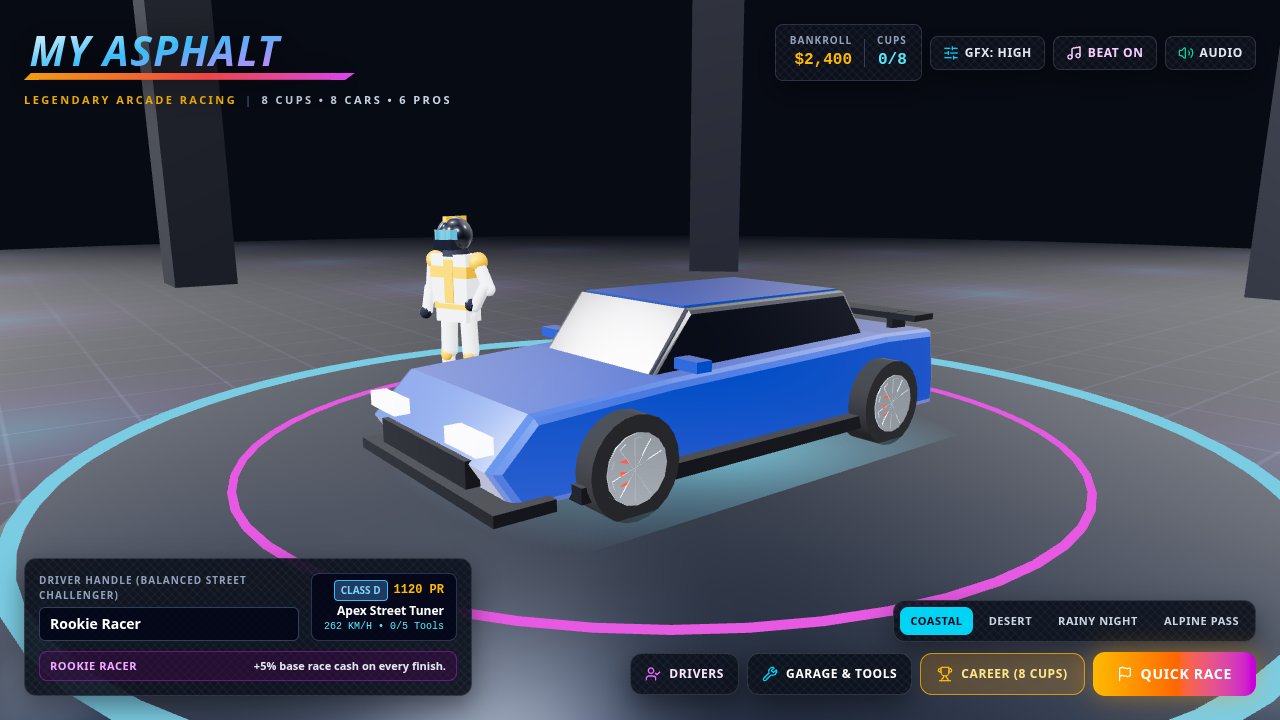 MY ASPHALT
LEGENDARY ARCADE RACING | 8 CUPS • 8 CARS • 6 PROS
BANKROLL
$2,400
CUPS
0/8
GFX: HIGH
BEAT ON
AUDIO
DRIVER HANDLE (BALANCED STREET
CHALLENGER)
Rookie Racer
CLASS D 1120 PR
Apex Street Tuner
262 KM/H • 0/5 Tools
ROOKIE RACER +5% base race cash on every finish.
COASTAL DESERT RAINY NIGHT ALPINE PASS
DRIVERS GARAGE & TOOLS CAREER (8 CUPS) QUICK RACE